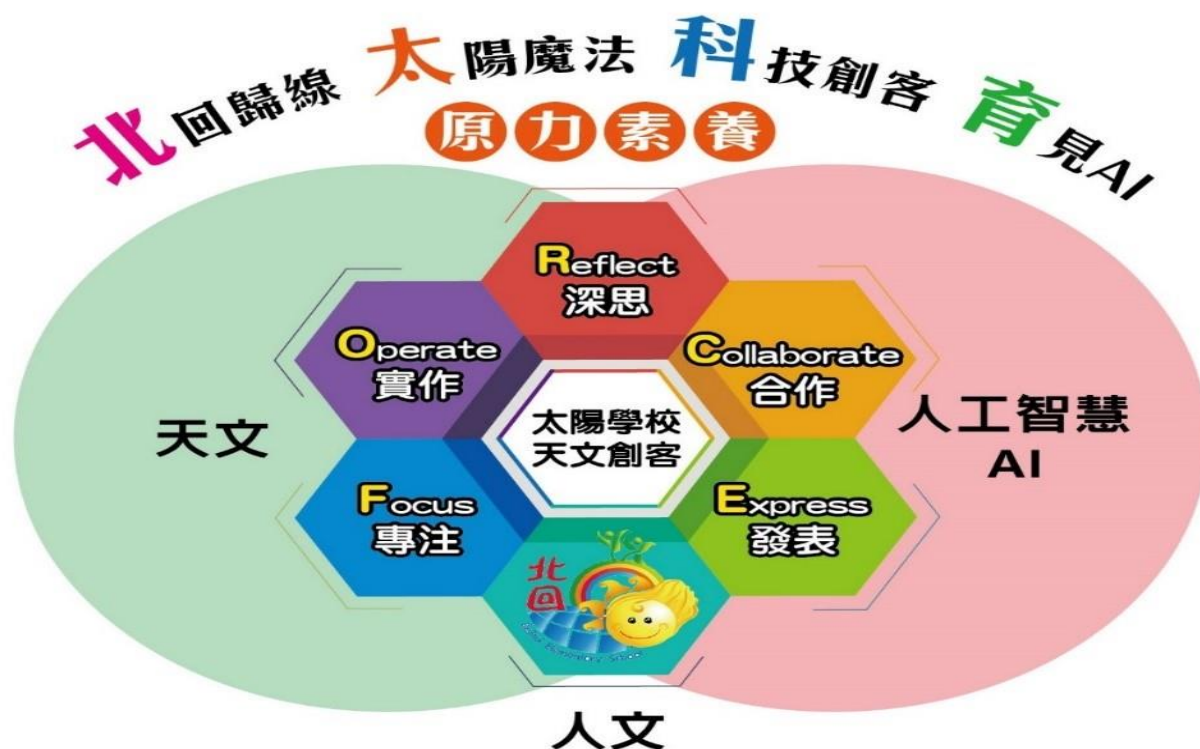 北回歸線 太陽魔法 科技創客 育見AI
原力素養
Reflect
深思
Operate
實作
Collaborate
合作
太陽學校
天文創客
天文
人工智慧
AI
Focus
專注
Express
發表
北回
人文